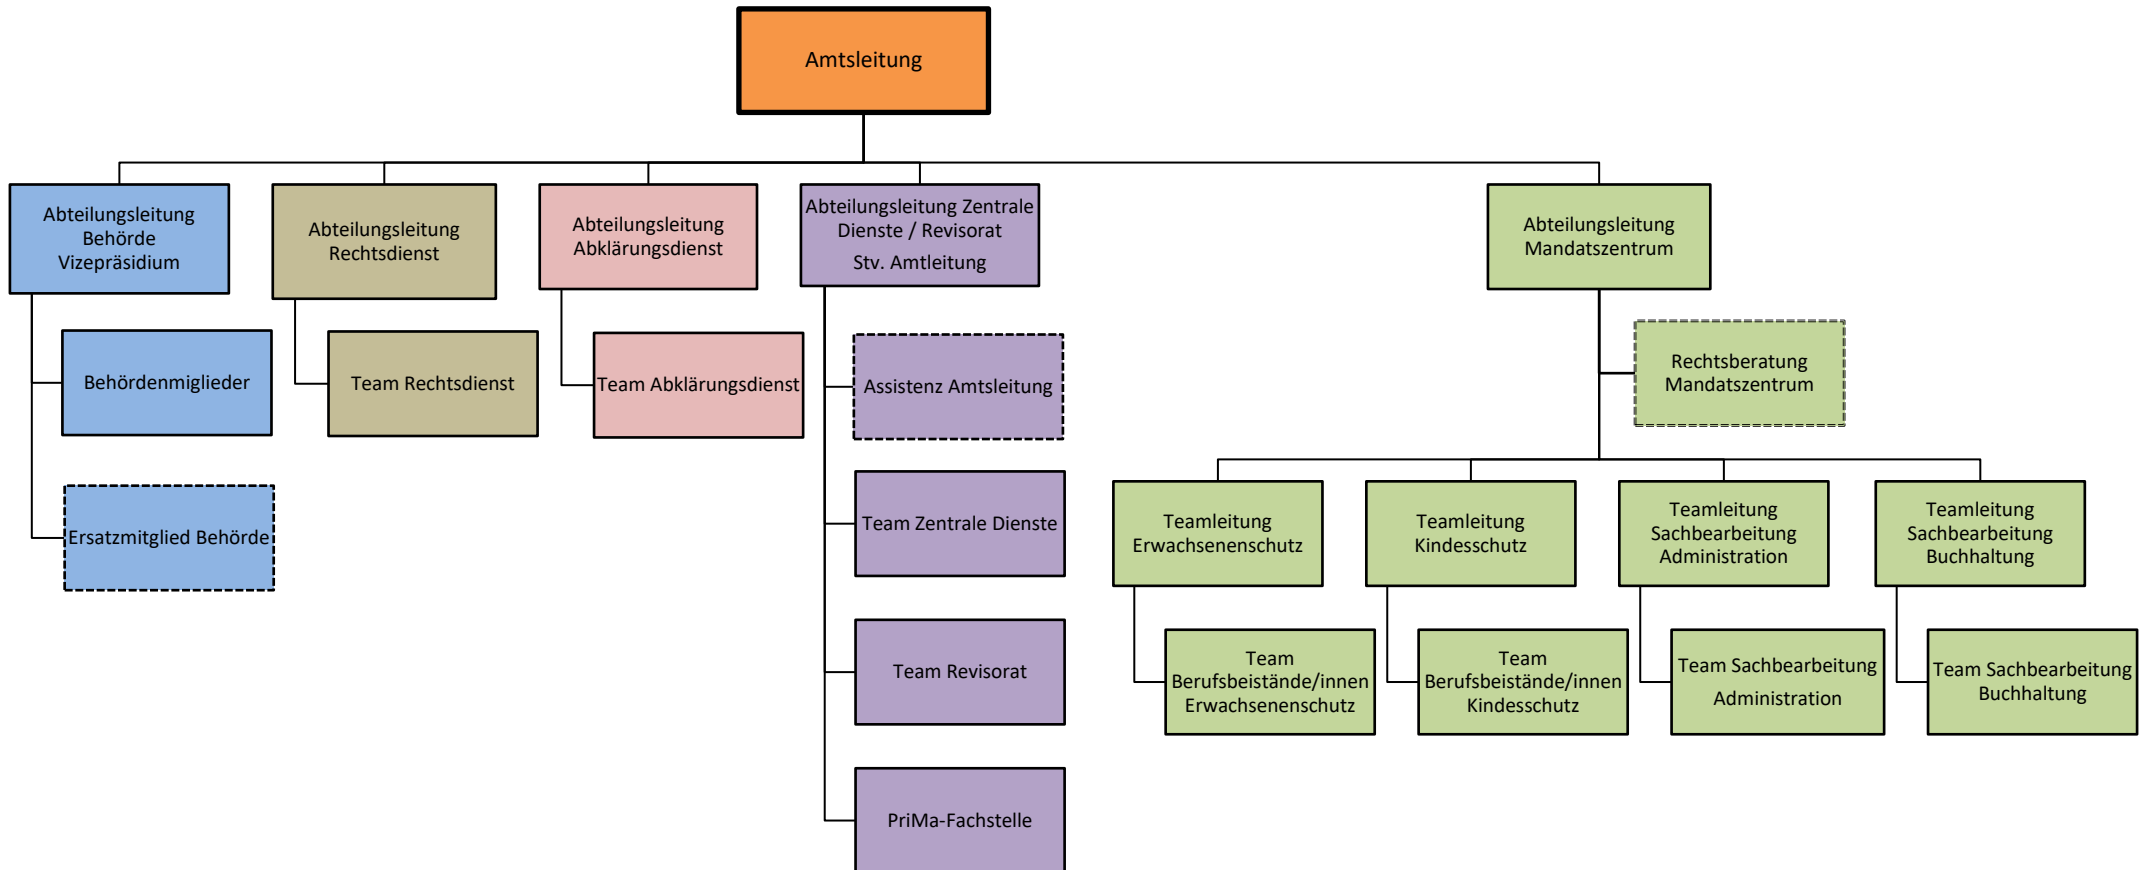 Amtsleitung
Abteilungsleitung
Behörde
Vizepräsidium
Abteilungsleitung
Rechtsdienst
Abteilungsleitung
Abklärungsdienst
Abteilungsleitung Zentrale
Dienste / Revisorat
Stv. Amtleitung
Abteilungsleitung
Mandatszentrum
Behördenmiglieder
Team Rechtsdienst
Team Abklärungsdienst
Assistenz Amtsleitung
Rechtsberatung
Mandatszentrum
Ersatzmitglied Behörde
Team Zentrale Dienste
Teamleitung
Erwachsenenschutz
Teamleitung
Kindesschutz
Teamleitung
Sachbearbeitung
Administration
Teamleitung
Sachbearbeitung
Buchhaltung
Team Revisorat
Team
Berufsbeistände/innen
Erwachsenenschutz
Team
Berufsbeistände/innen
Kindesschutz
Team Sachbearbeitung
Administration
Team Sachbearbeitung
Buchhaltung
PriMa-Fachstelle